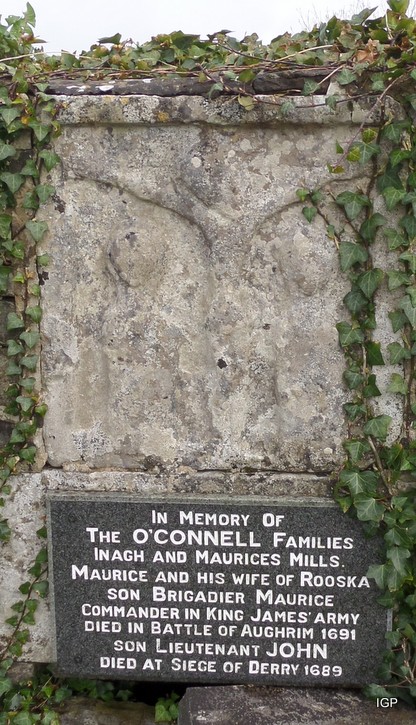 In Memory Of
The O'CONNELL Families
Inagh and Maurices Mills.
Maurice and his wife of Rooska
son Brigadier Maurice
Commander in King James' army
died in Battle of Aughrim 1691
son Lieutenant JOHN
died at Siege of Derry 1689
IGP